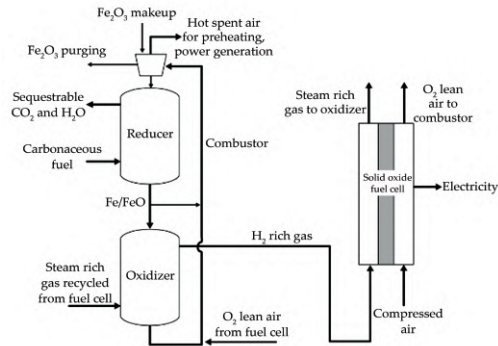 Fe₂O₃ makeup
Hot spent air
for preheating,
power generation
Fe₂O₃ purging
Sequestrable
CO₂ and H₂O
Reducer
Carbonaceous
fuel
Combustor
Fe/FeO
Oxidizer
Steam rich
gas recycled
from fuel cell
H₂ rich gas
O₂ lean air
from fuel cell
Steam rich
gas to oxidizer
O₂ lean
air to
combustor
Solid oxide
fuel cell
Electricity
Compressed
air